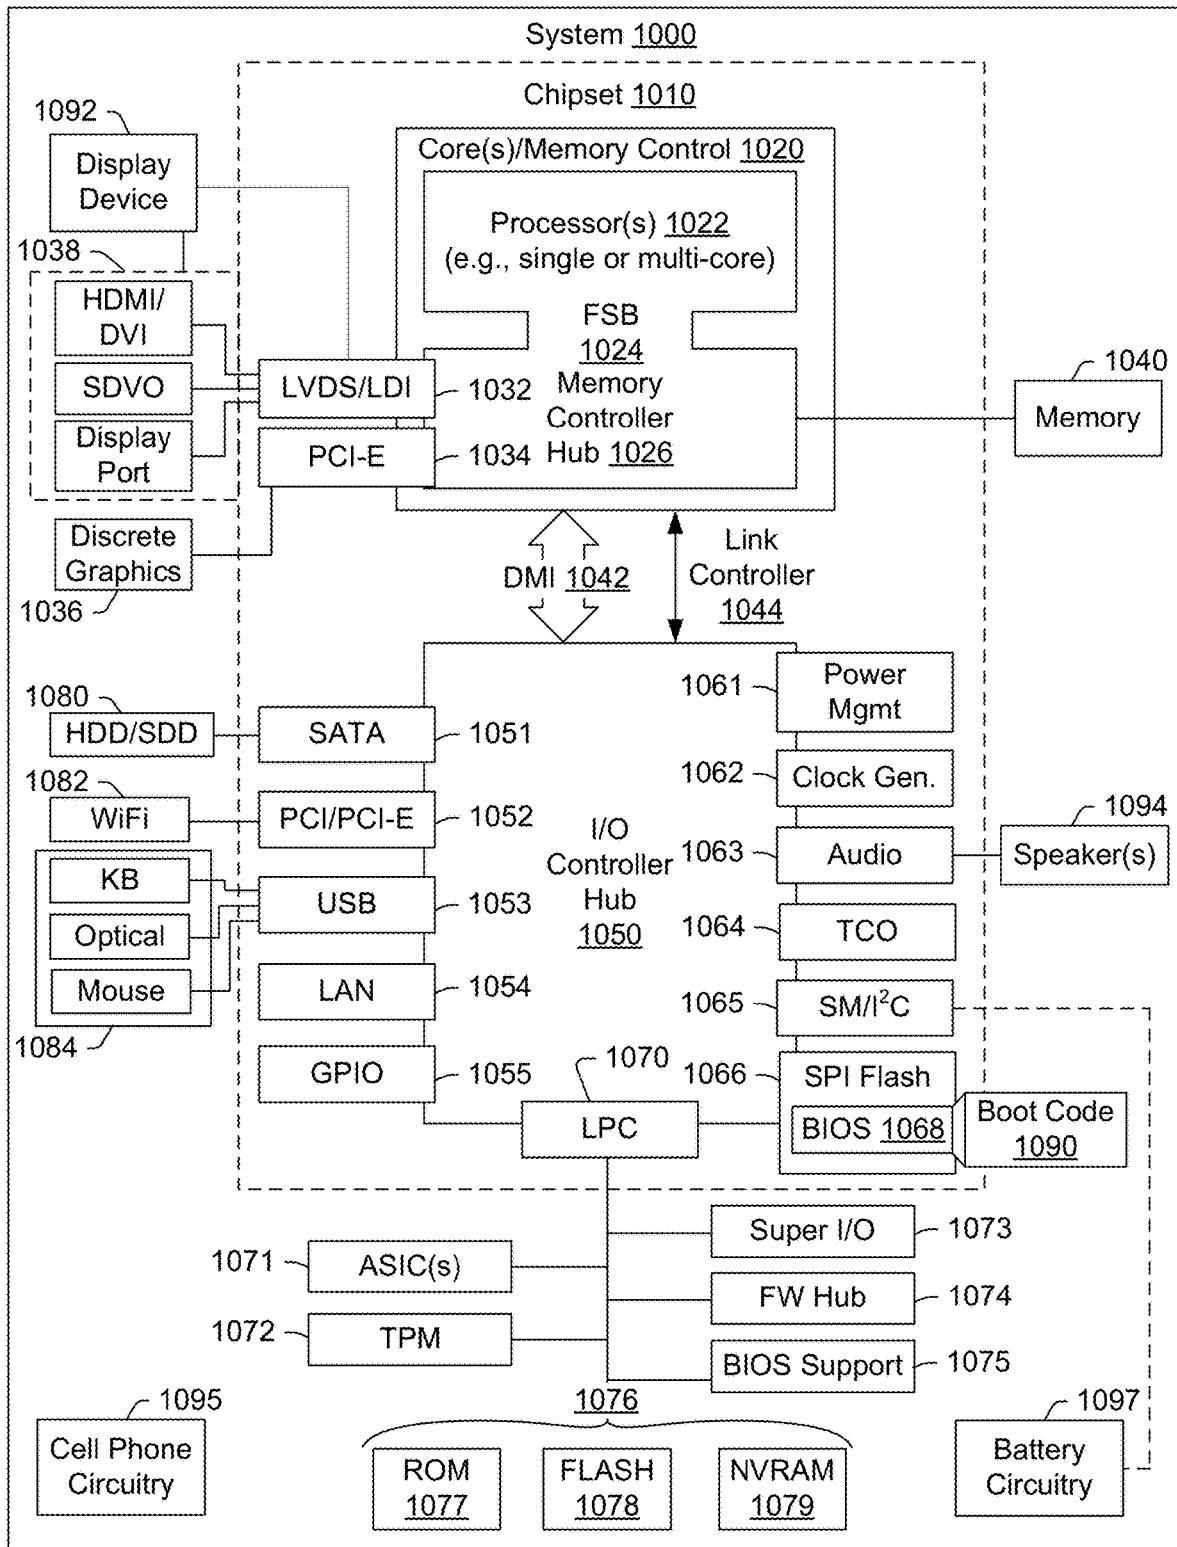 System 1000
Chipset 1010
1092
Display
Device
Core(s)/Memory Control 1020
Processor(s) 1022
(e.g., single or multi-core)
1038
HDMI/
DVI
SDVO
Display
Port
FSB
1024
Memory
Controller
Hub 1026
LVDS/LDI
1032
PCI-E
1034
1040
Memory
Discrete
Graphics
1036
DMI 1042
Link
Controller
1044
1080
HDD/SDD
SATA
1051
1082
WiFi
PCI/PCI-E
1052
KB
Optical
Mouse
1084
USB
1053
LAN
1054
GPIO
1055
I/O
Controller
Hub
1050
1061
Power
Mgmt
1062
Clock Gen.
1063
Audio
1094
Speaker(s)
1064
TCO
1065
SM/I²C
1066
SPI Flash
BIOS 1068
Boot Code
1090
1070
LPC
1071
ASIC(s)
1072
TPM
Super I/O
1073
FW Hub
1074
BIOS Support
1075
1076
ROM
1077
FLASH
1078
NVRAM
1079
1095
Cell Phone
Circuitry
1097
Battery
Circuitry